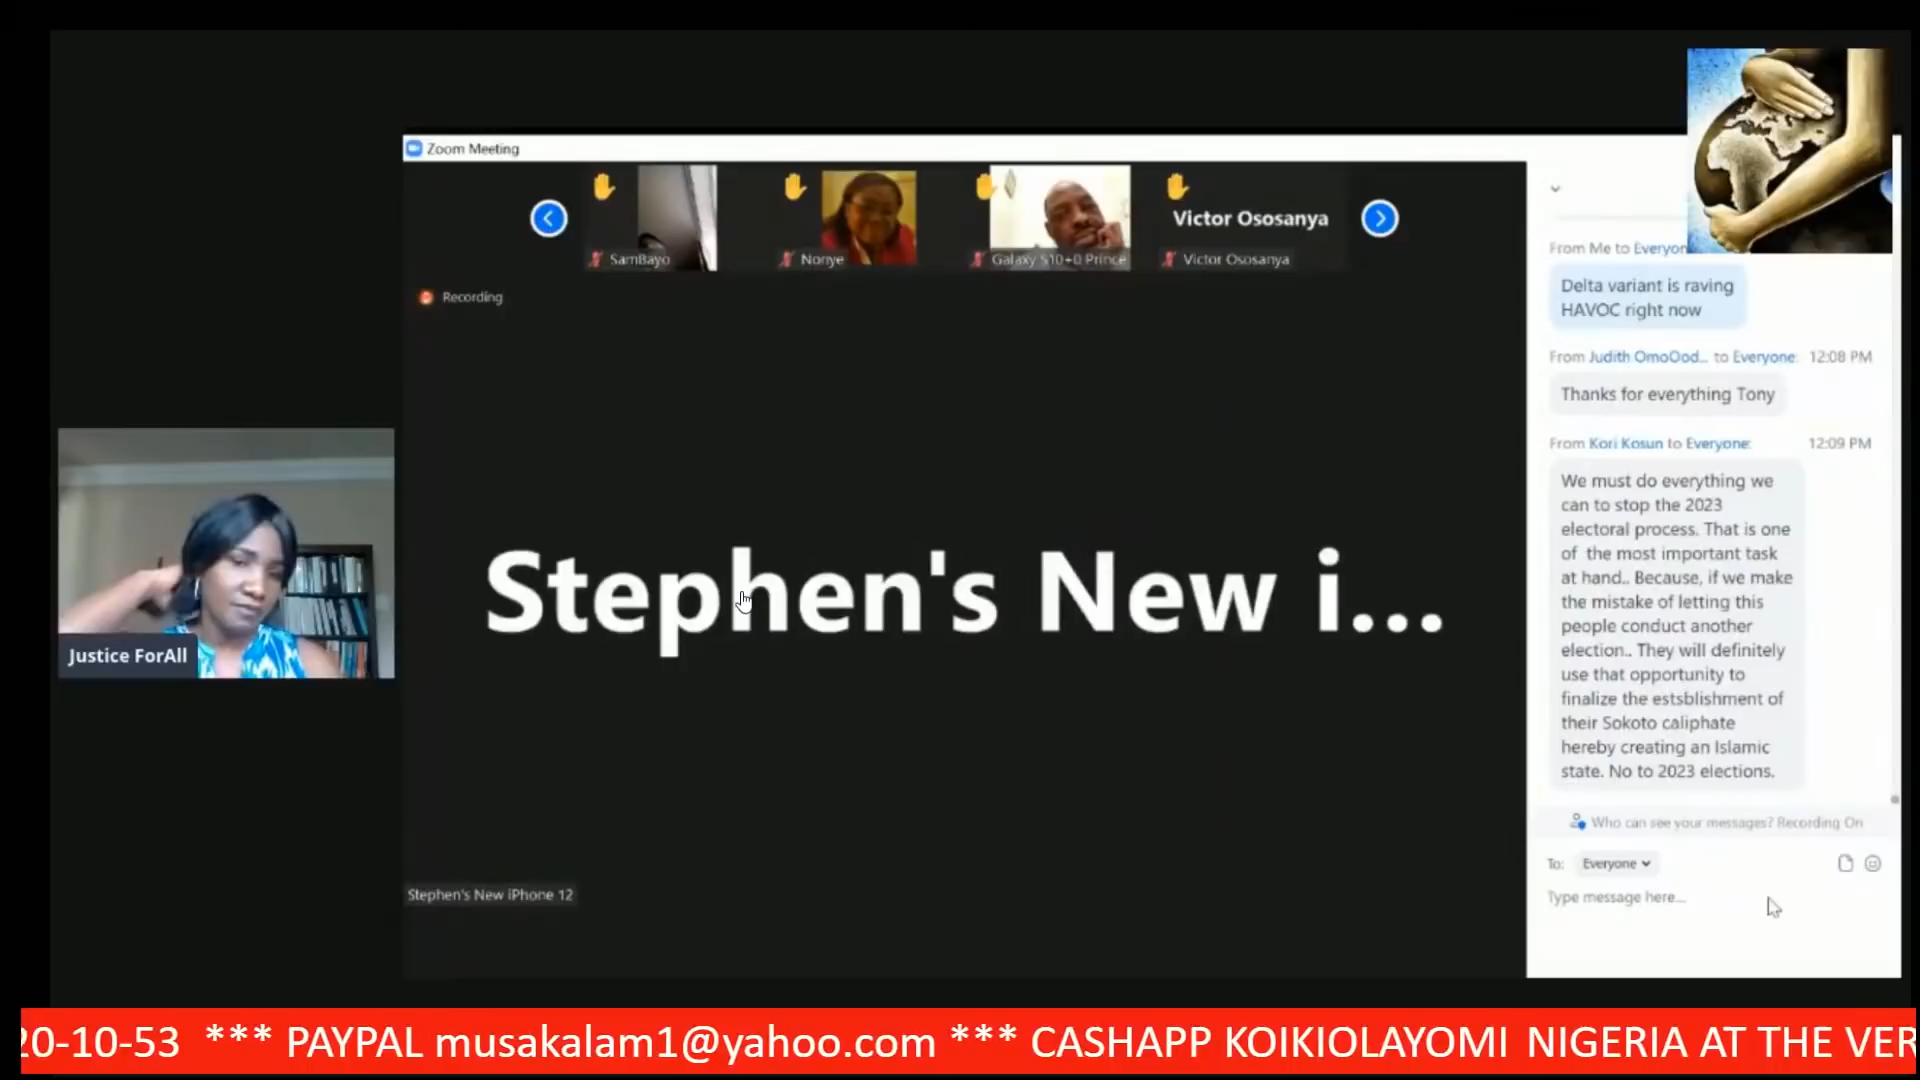 Zoom Meeting
SamBayo
Nonye
Galaxy S10+0 Prince
Victor Ososanya
Victor Ososanya
Recording
Stephen's New i...
Stephen's New iPhone 12
Justice ForAll
From Me to Everyon
Delta variant is raving
HAVOC right now
From Judith OmoOod... to Everyone: 12:08 PM
Thanks for everything Tony
From Kori Kosun to Everyone: 12:09 PM
We must do everything we
can to stop the 2023
electoral process. That is one
of the most important task
at hand.. Because, if we make
the mistake of letting this
people conduct another
election.. They will definitely
use that opportunity to
finalize the estsblishment of
their Sokoto caliphate
hereby creating an Islamic
state. No to 2023 elections.
Who can see your messages? Recording On
To: Everyone
Type message here...
20-10-53 *** PAYPAL musakalam1@yahoo.com *** CASHAPP KOIKIOLAYOMI NIGERIA AT THE VER